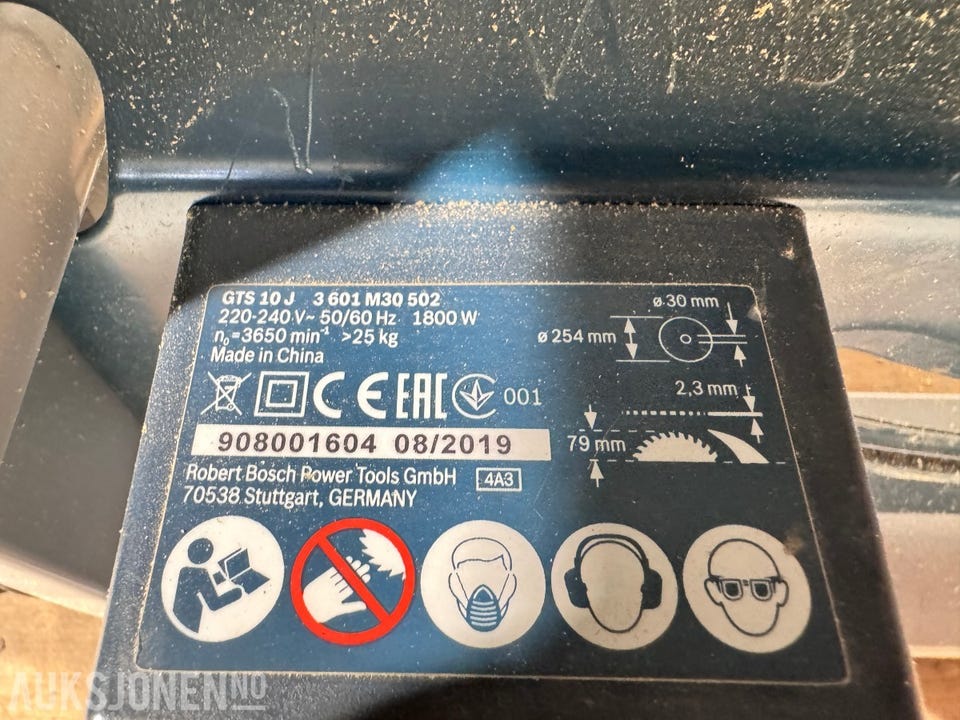 GTS 10 J 3 601 M30 502
220-240 V~ 50/60 Hz 1800 W
n₀=3650 min⁻¹ >25 kg
Made in China
CE EAC 001
908001604 08/2019
Robert Bosch Power Tools GmbH 4A3
70538 Stuttgart, GERMANY
ø 30 mm
ø 254 mm
2,3 mm
79 mm
AUKSJONEN.NO